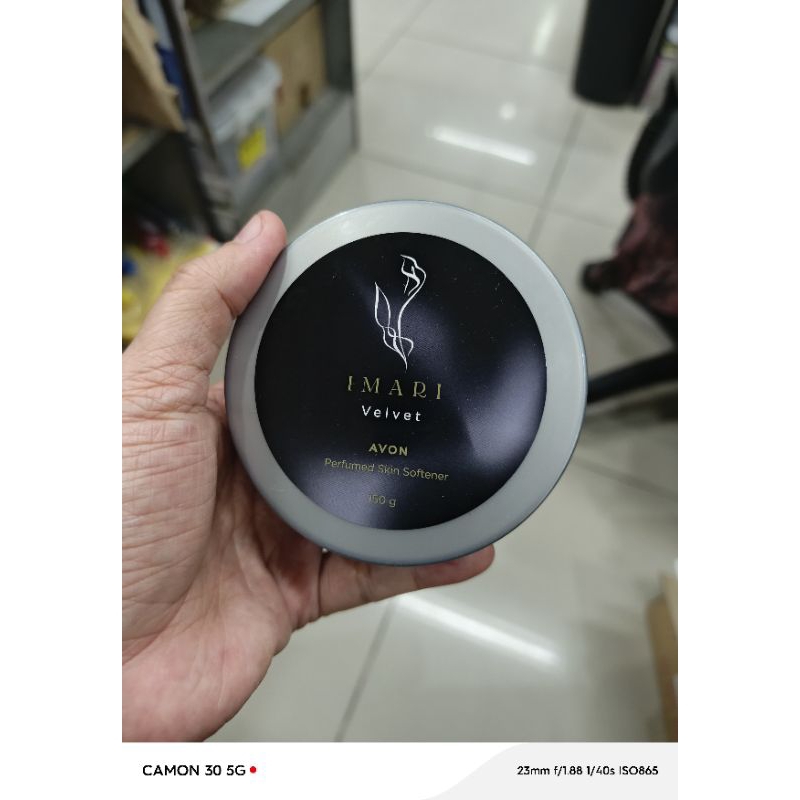 IMARI
Velvet
AVON
Perfumed Skin Softener
150 g
CAMON 30 5G
23mm f/1.88 1/40s ISO865